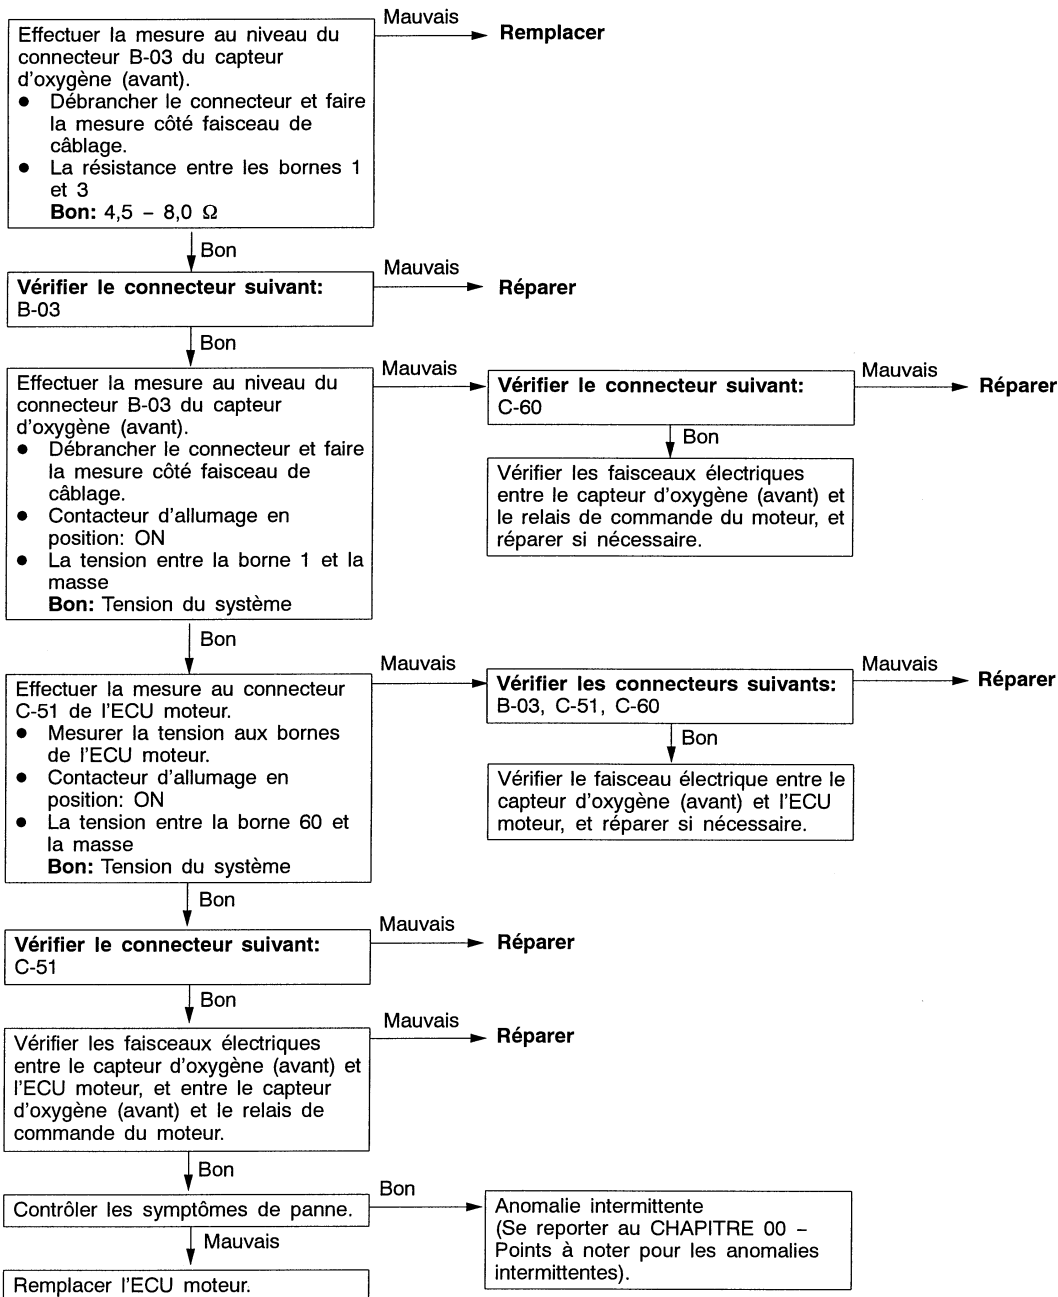 Effectuer la mesure au niveau du
connecteur B-03 du capteur
d'oxygène (avant).
● Débrancher le connecteur et faire
la mesure côté faisceau de
câblage.
● La résistance entre les bornes 1
et 3
Bon: 4,5 – 8,0 Ω
Mauvais
Remplacer
Bon
Vérifier le connecteur suivant:
B-03
Mauvais
Réparer
Bon
Effectuer la mesure au niveau du
connecteur B-03 du capteur
d'oxygène (avant).
● Débrancher le connecteur et faire
la mesure côté faisceau de
câblage.
● Contacteur d'allumage en
position: ON
● La tension entre la borne 1 et la
masse
Bon: Tension du système
Mauvais
Vérifier le connecteur suivant:
C-60
Mauvais
Réparer
Bon
Vérifier les faisceaux électriques
entre le capteur d'oxygène (avant) et
le relais de commande du moteur, et
réparer si nécessaire.
Bon
Effectuer la mesure au connecteur
C-51 de l'ECU moteur.
● Mesurer la tension aux bornes
de l'ECU moteur.
● Contacteur d'allumage en
position: ON
● La tension entre la borne 60 et
la masse
Bon: Tension du système
Mauvais
Vérifier les connecteurs suivants:
B-03, C-51, C-60
Mauvais
Réparer
Bon
Vérifier le faisceau électrique entre le
capteur d'oxygène (avant) et l'ECU
moteur, et réparer si nécessaire.
Bon
Vérifier le connecteur suivant:
C-51
Mauvais
Réparer
Bon
Vérifier les faisceaux électriques
entre le capteur d'oxygène (avant) et
l'ECU moteur, et entre le capteur
d'oxygène (avant) et le relais de
commande du moteur.
Mauvais
Réparer
Bon
Contrôler les symptômes de panne.
Bon
Anomalie intermittente
(Se reporter au CHAPITRE 00 –
Points à noter pour les anomalies
intermittentes).
Mauvais
Remplacer l'ECU moteur.